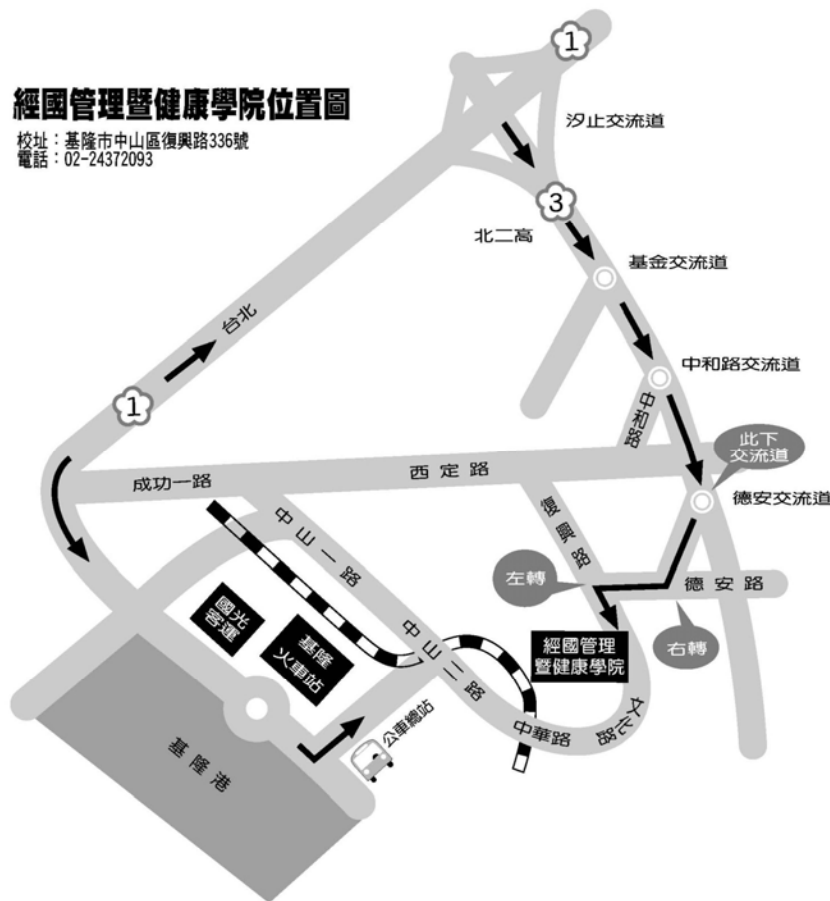 經國管理暨健康學院位置圖
校址：基隆市中山區復興路336號
電話：02-24372093
1
汐止交流道
3
北二高
基金交流道
台北
中和路交流道
1
中和路
此下
交流道
西定路
成功一路
德安交流道
復興路
中山一路
左轉
德安路
國光
客運
右轉
基隆
火車站
經國管理
暨健康學院
中山二路
文化路
中華路
公車總站
基隆港